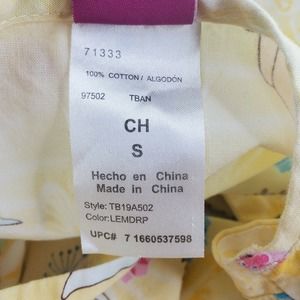 71333
100% COTTON / ALGODÓN
97502 TBAN
CH
S
Hecho en China
Made in China
Style: TB19A502
Color:LEMDRP
UPC# 7 1660537598